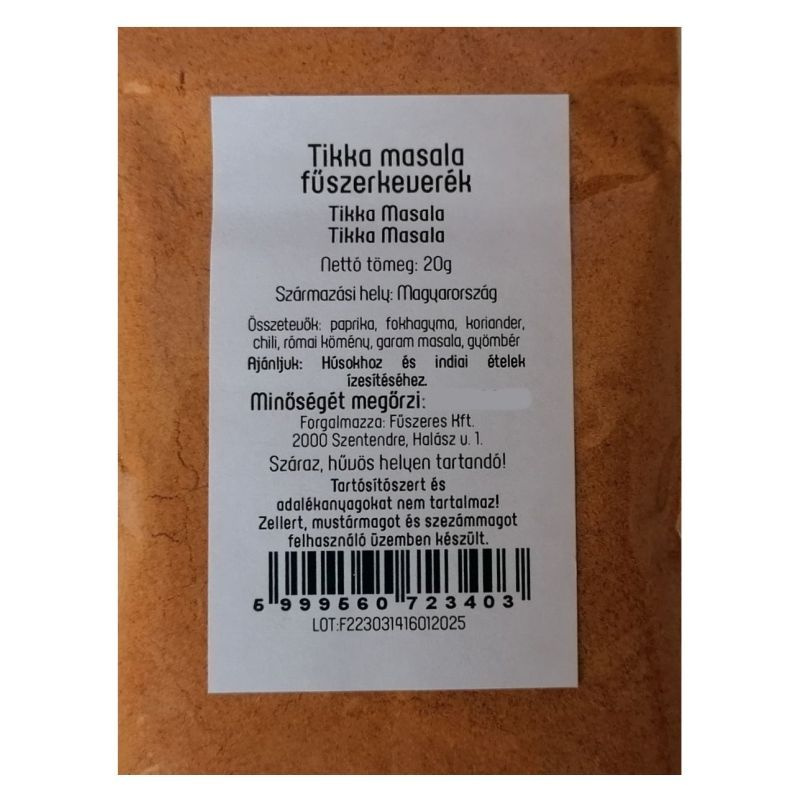 Tikka masala
fűszerkeverék
Tikka Masala
Tikka Masala
Nettó tömeg: 20g
Származási hely: Magyarország
Összetevők: paprika, fokhagyma, koriander,
chili, római kömény, garam masala, gyömbér
Ajánljuk: Húsokhoz és indiai ételek
ízesítéséhez.
Minőségét megőrzi:
Forgalmazza: Fűszeres Kft.
2000 Szentendre, Halász u. 1.
Száraz, hűvös helyen tartandó!
Tartósítószert és
adalékanyagokat nem tartalmaz!
Zellert, mustármagot és szezámmagot
felhasználó üzemben készült.
5 999560 723403
LOT:F223031416012025